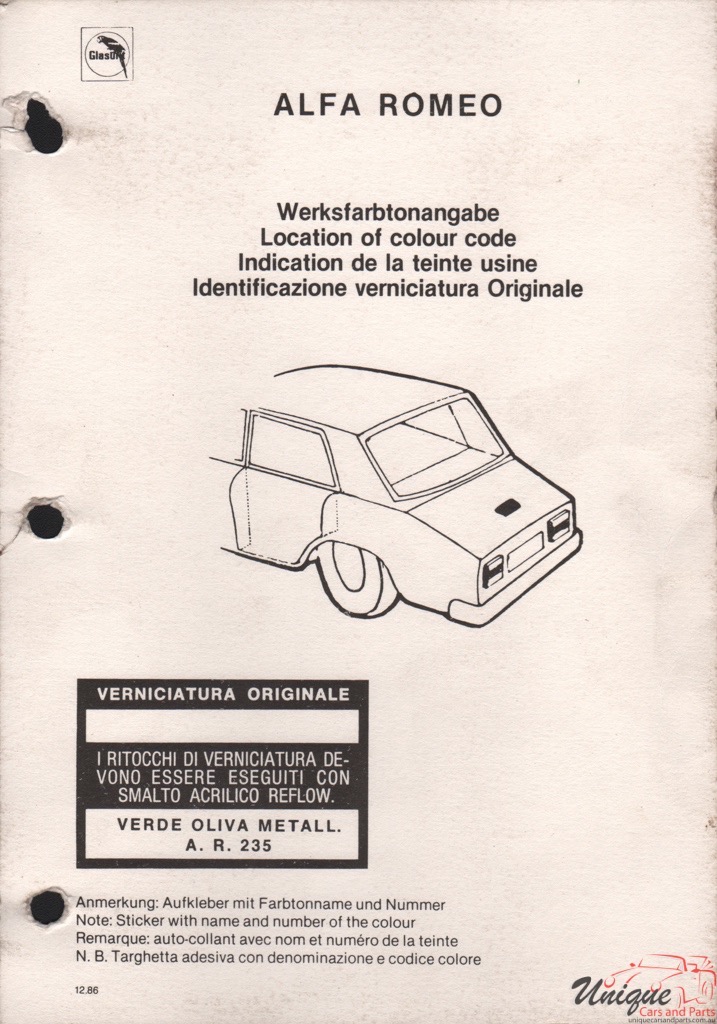 Glasurit
ALFA ROMEO
Werksfarbtonangabe
Location of colour code
Indication de la teinte usine
Identificazione verniciatura Originale
VERNICIATURA ORIGINALE
I RITOCCHI DI VERNICIATURA DE-
VONO ESSERE ESEGUITI CON
SMALTO ACRILICO REFLOW.
VERDE OLIVA METALL.
A. R. 235
Anmerkung: Aufkleber mit Farbtonname und Nummer
Note: Sticker with name and number of the colour
Remarque: auto-collant avec nom et numéro de la teinte
N. B. Targhetta adesiva con denominazione e codice colore
12.86
Unique
Cars and Parts
uniquecarsandparts.com.au